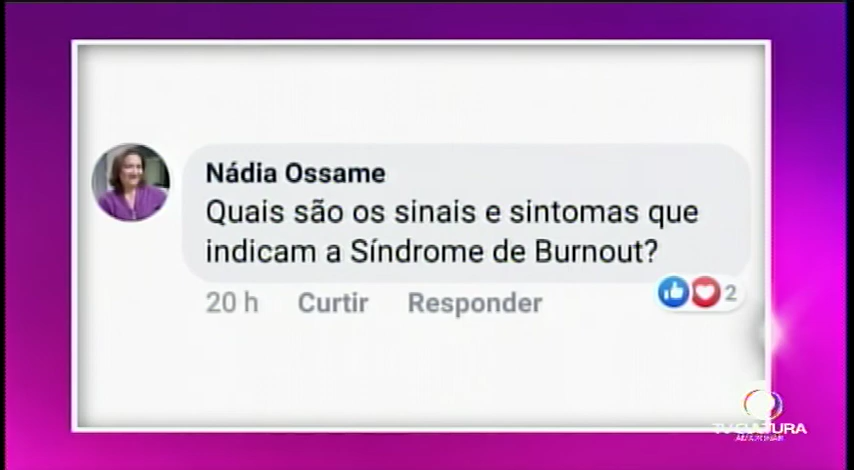 Nádia Ossame
Quais são os sinais e sintomas que
indicam a Síndrome de Burnout?
20 h Curtir Responder
2
TV CULTURA